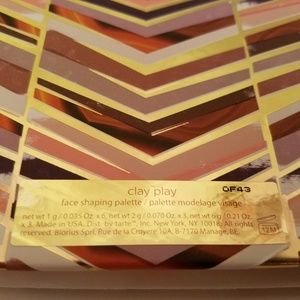 clay play
QF43
face shaping palette / palette modelage visage
net wt 1 g / 0.035 Oz x 6, net wt 2 g / 0.070 Oz x 3, net wt 6g / 0.21 Oz.
x 3. Made in USA. Dist. by tarte™, Inc. New York, NY 10018. All rights
reserved. Biorius Sprl. Rue de la Croyere 10A, B-7170 Manage, BE.
12M